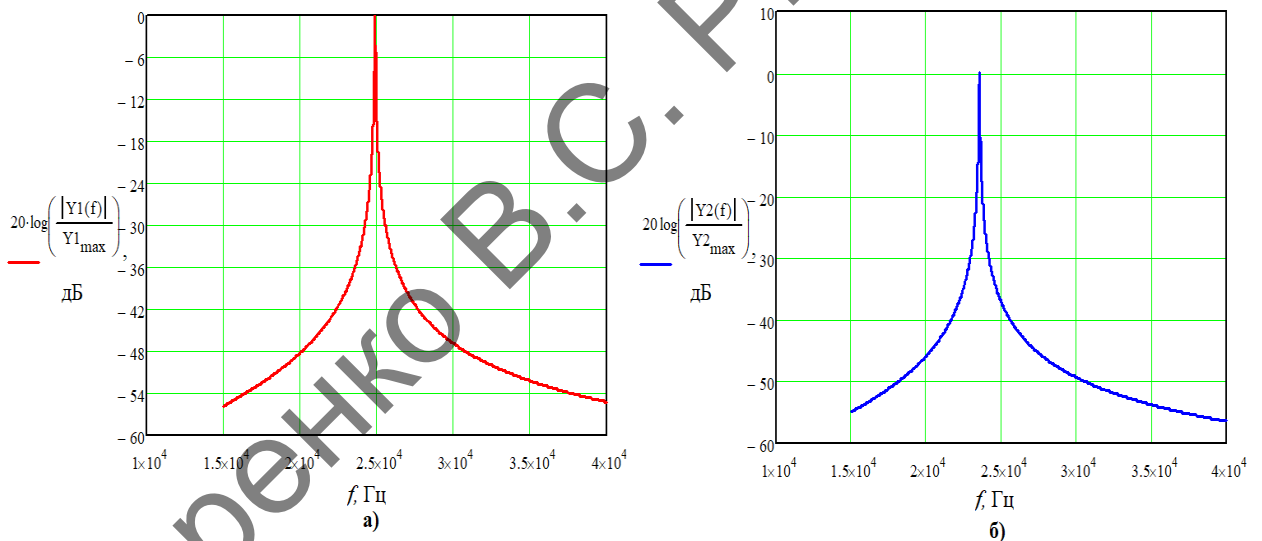 0
– 6
– 12
– 18
– 24
– 30
– 36
– 42
– 48
– 54
– 60
20·log(|Y1(f)| / Y1max),
дБ
1×10⁴ 1.5×10⁴ 2×10⁴ 2.5×10⁴ 3×10⁴ 3.5×10⁴ 4×10⁴
f, Гц
а)
10
0
– 10
– 20
– 30
– 40
– 50
– 60
20 log(|Y2(f)| / Y2max)
дБ
1×10⁴ 1.5×10⁴ 2×10⁴ 2.5×10⁴ 3×10⁴ 3.5×10⁴ 4×10⁴
f, Гц
б)
ренко В.С.